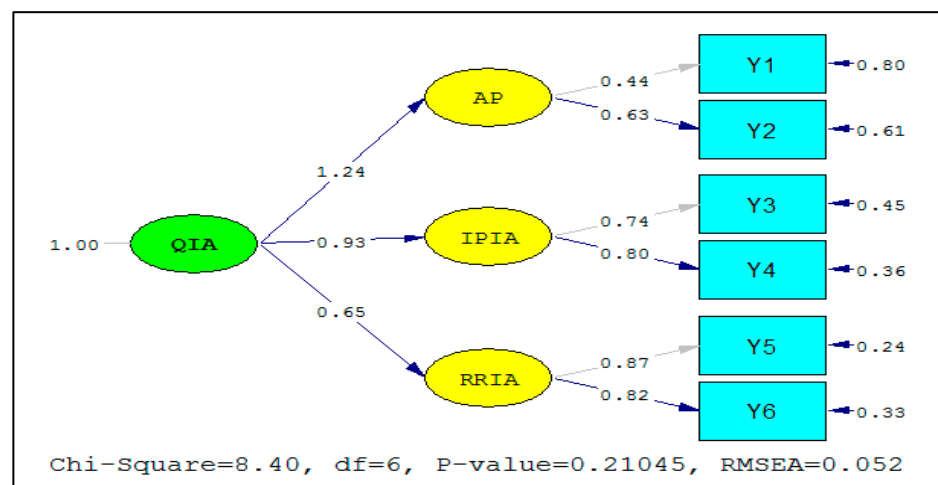 Y1
0.80
0.44
AP
0.63
Y2
0.61
1.24
Y3
0.45
0.74
1.00
QIA
0.93
IPIA
0.80
Y4
0.36
0.65
Y5
0.24
0.87
RRIA
0.82
Y6
0.33
Chi-Square=8.40, df=6, P-value=0.21045, RMSEA=0.052